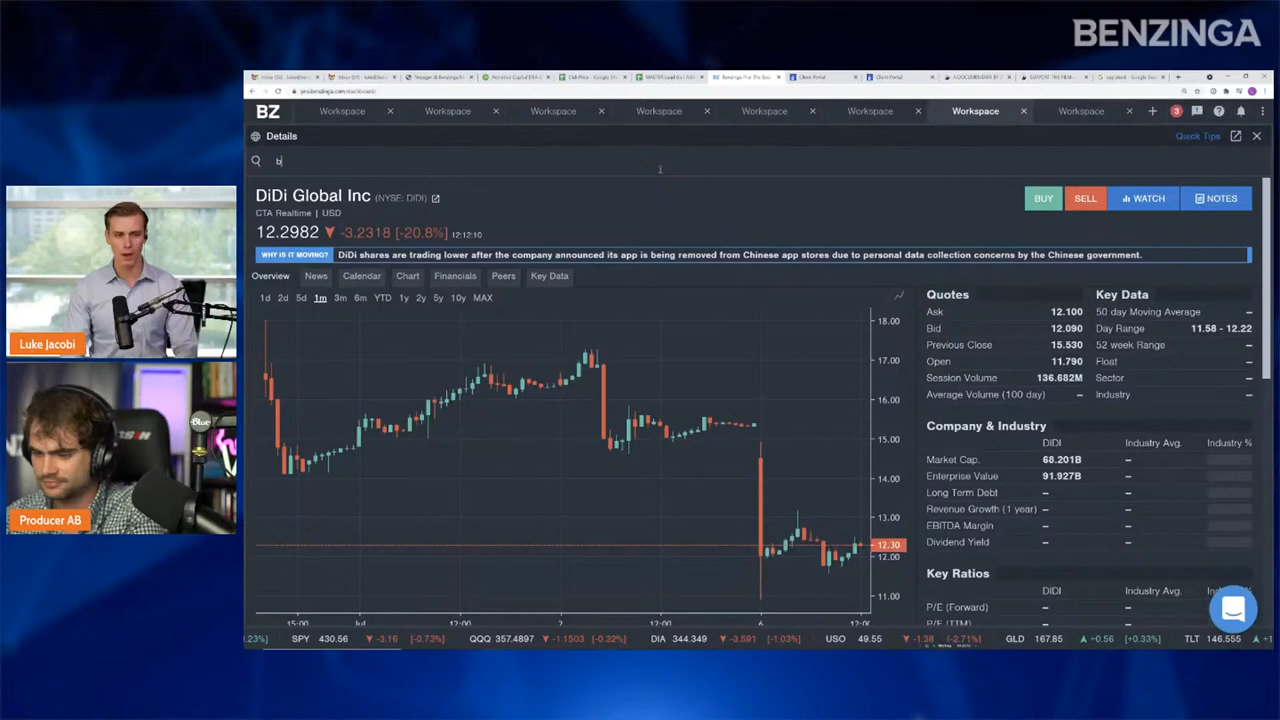 BENZINGA
pro.benzinga.com/dashboard/
BZ
Workspace
Workspace
Workspace
Workspace
Workspace
Workspace
Workspace
Workspace
3
Details
Quick Tips
b
DiDi Global Inc (NYSE: DIDI)
BUY
SELL
WATCH
NOTES
CTA Realtime | USD
12.2982 -3.2318 [-20.8%] 12:12:10
WHY IS IT MOVING? DiDi shares are trading lower after the company announced its app is being removed from Chinese app stores due to personal data collection concerns by the Chinese government.
Overview News Calendar Chart Financials Peers Key Data
1d 2d 5d 1m 3m 6m YTD 1y 2y 5y 10y MAX
18.00
17.00
16.00
15.00
14.00
13.00
12.30
12.00
11.00
15:00 Jul 12:00 2 12:00 6 12:00
Quotes
Ask 12.100
Bid 12.090
Previous Close 15.530
Open 11.790
Session Volume 136.682M
Average Volume (100 day) –
Key Data
50 day Moving Average –
Day Range 11.58 - 12.22
52 week Range –
Float –
Sector –
Industry –
Company & Industry
DIDI Industry Avg. Industry %
Market Cap. 68.201B –
Enterprise Value 91.927B –
Long Term Debt – –
Revenue Growth (1 year) – –
EBITDA Margin – –
Dividend Yield – –
Key Ratios
DIDI Industry Avg. Industry %
P/E (Forward) – –
P/E (TTM)
0.23%) SPY 430.56 -3.16 [-0.73%] QQQ 357.4897 -1.1503 [-0.32%] DIA 344.349 -3.591 [-1.03%] USO 49.55 -1.38 [-2.71%] GLD 167.85 +0.56 [+0.33%] TLT 146.555 +1
Luke Jacobi
Blue
Producer AB